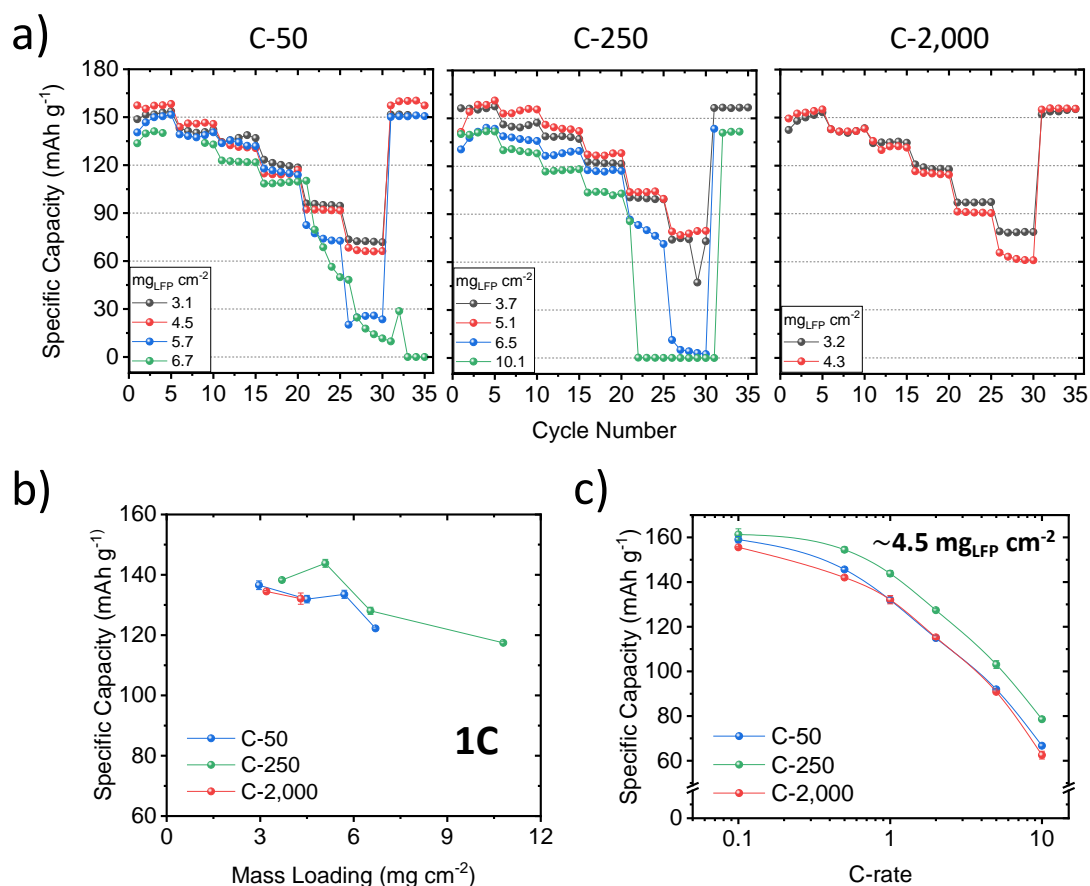 a)
C-50
C-250
C-2,000
Specific Capacity (mAh g⁻¹)
180
150
120
90
60
30
0
mg_LFP cm⁻²
3.1
4.5
5.7
6.7
0 5 10 15 20 25 30 35
mg_LFP cm⁻²
3.7
5.1
6.5
10.1
0 5 10 15 20 25 30 35
mg_LFP cm⁻²
3.2
4.3
0 5 10 15 20 25 30 35
Cycle Number
b)
Specific Capacity (mAh g⁻¹)
160
140
120
100
80
60
C-50
C-250
C-2,000
1C
0 3 6 9 12
Mass Loading (mg cm⁻²)
c)
Specific Capacity (mAh g⁻¹)
~4.5 mg_LFP cm⁻²
160
140
120
100
80
60
0
C-50
C-250
C-2,000
0.1 1 10
C-rate